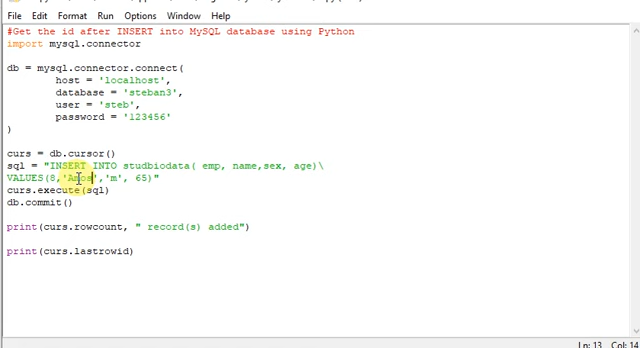 File Edit Format Run Options Window Help
#Get the id after INSERT into MySQL database using Python
import mysql.connector
db = mysql.connector.connect(
host = 'localhost',
database = 'steban3',
user = 'steb',
password = '123456'
)
curs = db.cursor()
sql = "INSERT INTO studbiodata( emp, name,sex, age)\
VALUES(8,'Amos','m', 65)"
curs.execute(sql)
db.commit()
print(curs.rowcount, " record(s) added")
print(curs.lastrowid)
Ln: 13 Col: 14